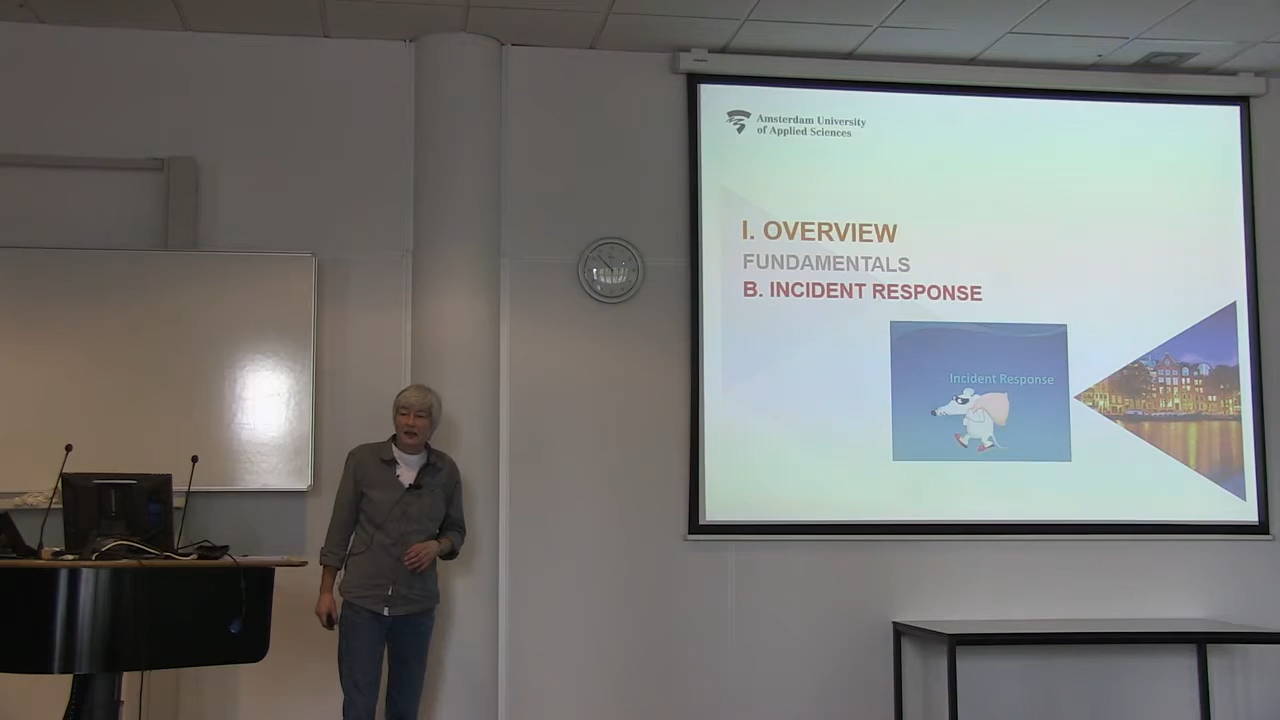 Amsterdam University
of Applied Sciences
I. OVERVIEW
FUNDAMENTALS
B. INCIDENT RESPONSE
Incident Response